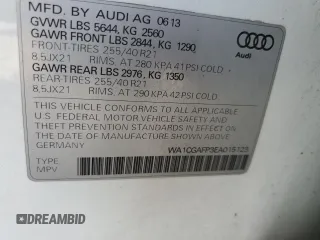 MFD. BY AUDI AG 0613
GVWR LBS 5644, KG 2560
GAWR FRONT LBS 2844, KG 1290
FRONT-TIRES 255/40 R21
8.5JX21 RIMS, AT 280 KPA 41 PSI COLD
GAWR REAR LBS 2976, KG 1350
REAR-TIRES 255/40 R21
8.5JX21 RIMS, AT 290 KPA 42 PSI COLD
Audi
THIS VEHICLE CONFORMS TO ALL APPLICABLE
U.S. FEDERAL MOTOR VEHICLE SAFETY, BUMPER, AND
THEFT PREVENTION STANDARDS IN EFFECT ON THE
DATE OF MANUFACTURE SHOWN ABOVE.
GERMANY
TYPE:
MPV
DREAMBID
DREAMBID.COM